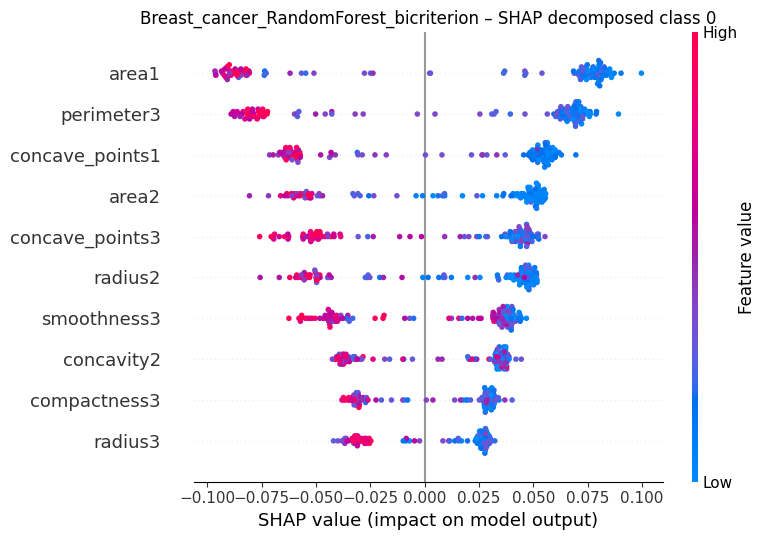 Breast_cancer_RandomForest_bicriterion – SHAP decomposed class 0
High
area1
perimeter3
concave_points1
area2
concave_points3
radius2
smoothness3
concavity2
compactness3
radius3
Feature value
Low
−0.100 −0.075 −0.050 −0.025 0.000 0.025 0.050 0.075 0.100
SHAP value (impact on model output)